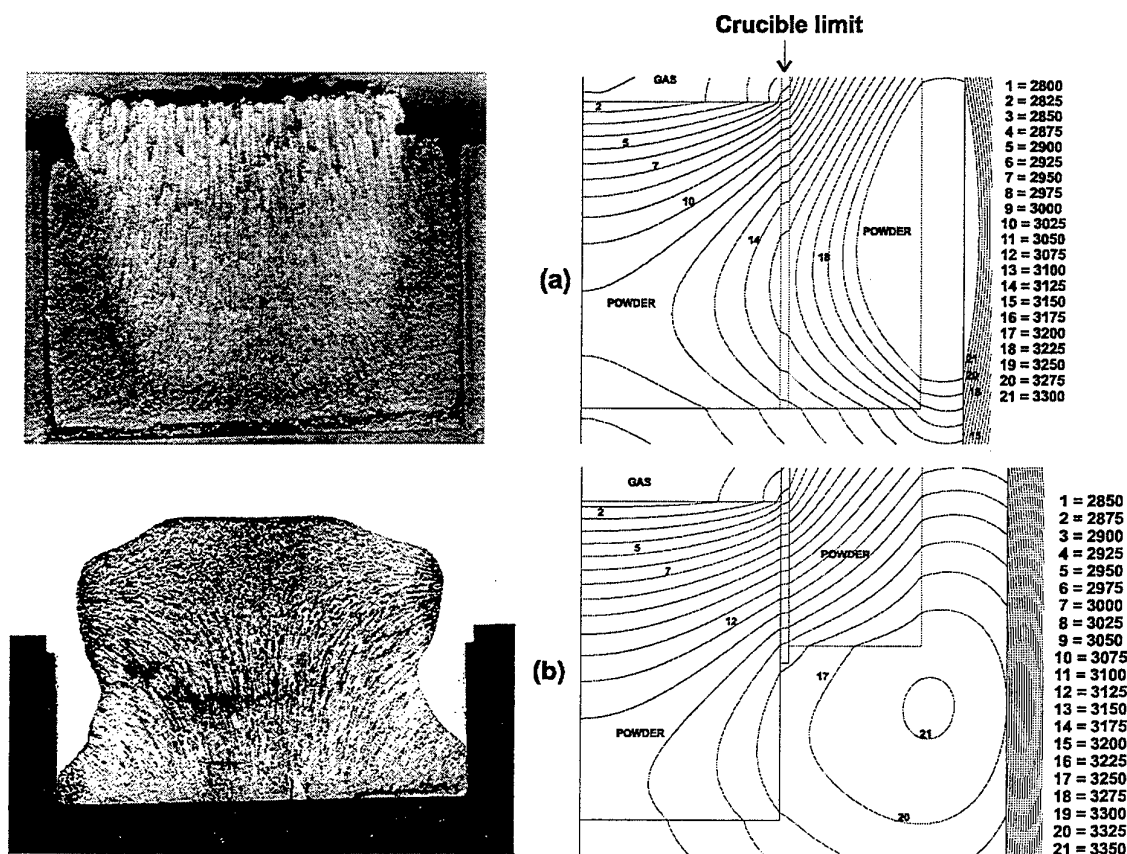 Crucible limit
GAS
2
5
7
10
14
18
POWDER
POWDER
(a)
21
20
18
15
1 = 2800
2 = 2825
3 = 2850
4 = 2875
5 = 2900
6 = 2925
7 = 2950
8 = 2975
9 = 3000
10 = 3025
11 = 3050
12 = 3075
13 = 3100
14 = 3125
15 = 3150
16 = 3175
17 = 3200
18 = 3225
19 = 3250
20 = 3275
21 = 3300
GAS
2
5
7
12
POWDER
POWDER
(b)
17
21
20
1 = 2850
2 = 2875
3 = 2900
4 = 2925
5 = 2950
6 = 2975
7 = 3000
8 = 3025
9 = 3050
10 = 3075
11 = 3100
12 = 3125
13 = 3150
14 = 3175
15 = 3200
16 = 3225
17 = 3250
18 = 3275
19 = 3300
20 = 3325
21 = 3350